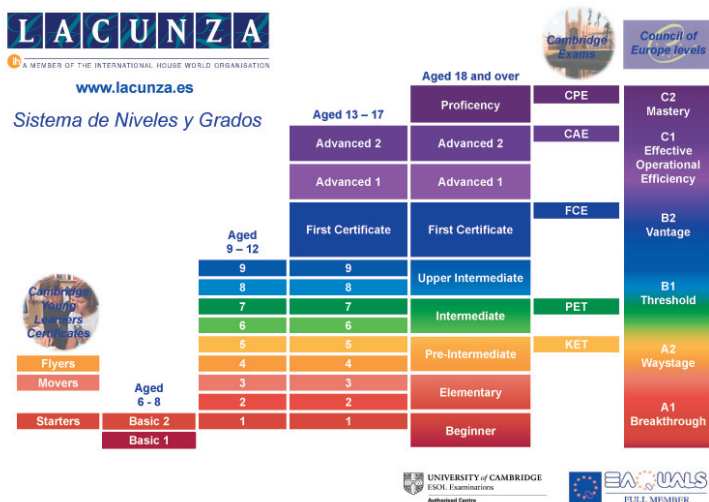 LACUNZA
ih A MEMBER OF THE INTERNATIONAL HOUSE WORLD ORGANISATION
www.lacunza.es
Sistema de Niveles y Grados
Cambridge
Exams
Council of
Europe levels
Aged 18 and over
Aged 13 – 17
Aged
9 – 12
Aged
6 - 8
Cambridge
Young
Learners
Certificates
Proficency
CPE
C2
Mastery
Advanced 2
Advanced 2
CAE
C1
Effective
Operational
Efficiency
Advanced 1
Advanced 1
First Certificate
First Certificate
FCE
B2
Vantage
9
9
Upper Intermediate
8
8
B1
Threshold
7
7
Intermediate
PET
6
6
5
5
Pre-Intermediate
KET
A2
Waystage
Flyers
4
4
Movers
3
3
Elementary
2
2
A1
Breakthrough
Starters
Basic 2
1
1
Beginner
Basic 1
UNIVERSITY of CAMBRIDGE
ESOL Examinations
Authorised Centre
EAQUALS
FULL MEMBER